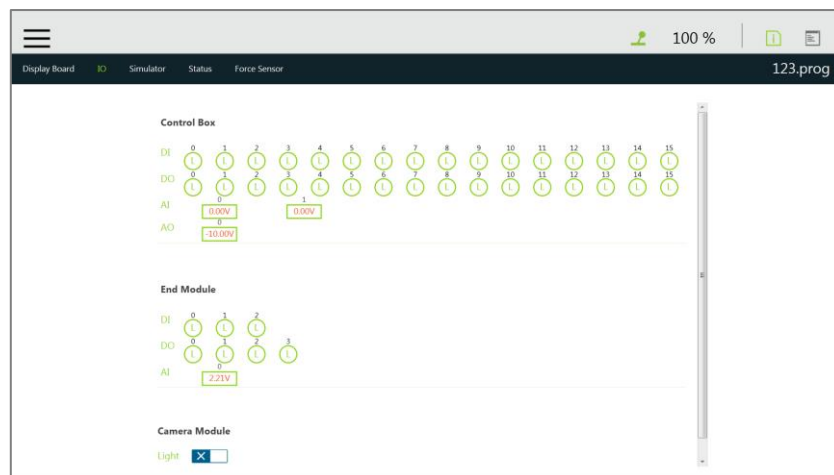 100 %
Display Board IO Simulator Status Force Sensor 123.prog
Control Box
0 1 2 3 4 5 6 7 8 9 10 11 12 13 14 15
DI L L L L L L L L L L L L L L L L
0 1 2 3 4 5 6 7 8 9 10 11 12 13 14 15
DO L L L L L L L L L L L L L L L L
0 1
AI 0.00V 0.00V
0
AO -10.00V
End Module
0 1 2
DI L L L
0 1 2 3
DO L L L L
0
AI 2.21V
Camera Module
Light